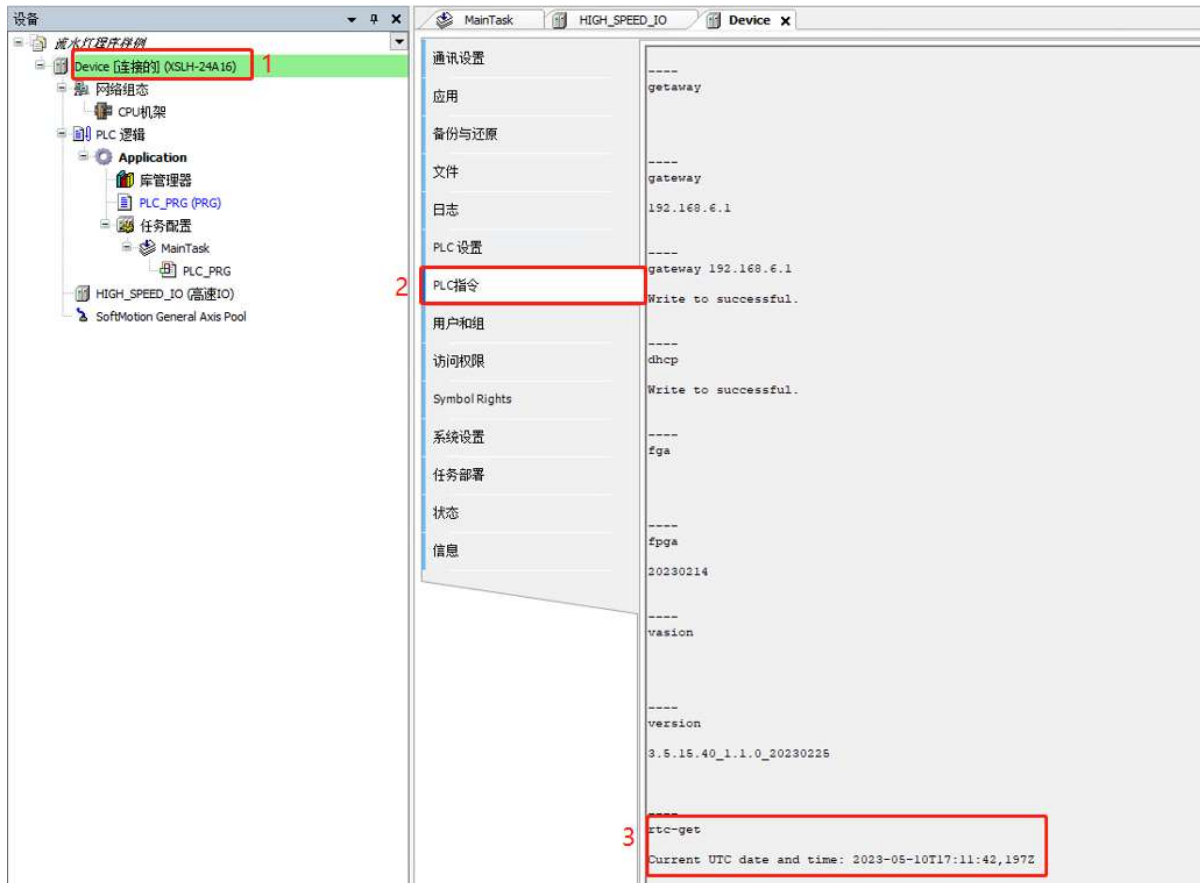 设备
流水灯程序样例
Device [连接的] (XSLH-24A16)
1
网络组态
CPU机架
PLC 逻辑
Application
库管理器
PLC_PRG (PRG)
任务配置
MainTask
PLC_PRG
HIGH_SPEED_IO (高速IO)
SoftMotion General Axis Pool
MainTask
HIGH_SPEED_IO
Device
通讯设置
应用
备份与还原
文件
日志
PLC 设置
2
PLC指令
用户和组
访问权限
Symbol Rights
系统设置
任务部署
状态
信息
----
getaway
----
gateway
192.168.6.1
----
gateway 192.168.6.1
Write to successful.
----
dhcp
Write to successful.
----
fga
----
fpga
20230214
----
vasion
----
version
3.5.15.40_1.1.0_20230225
----
3
rtc-get
Current UTC date and time: 2023-05-10T17:11:42,197Z